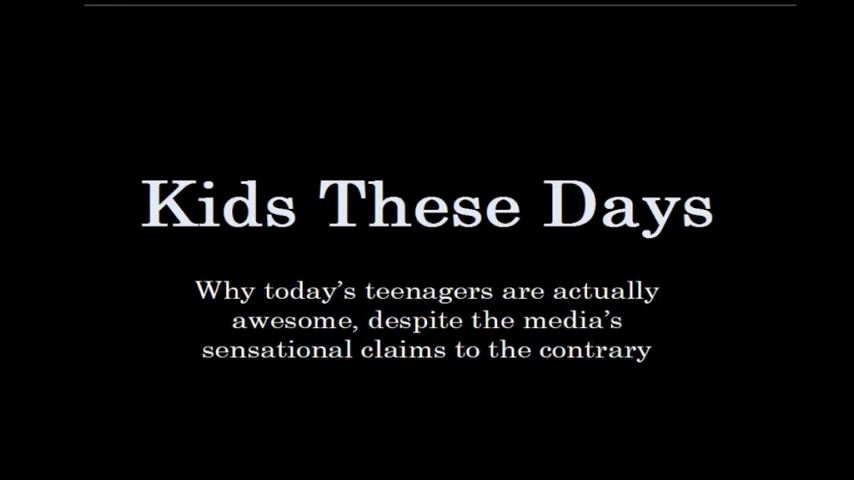 Kids These Days
Why today’s teenagers are actually
awesome, despite the media’s
sensational claims to the contrary